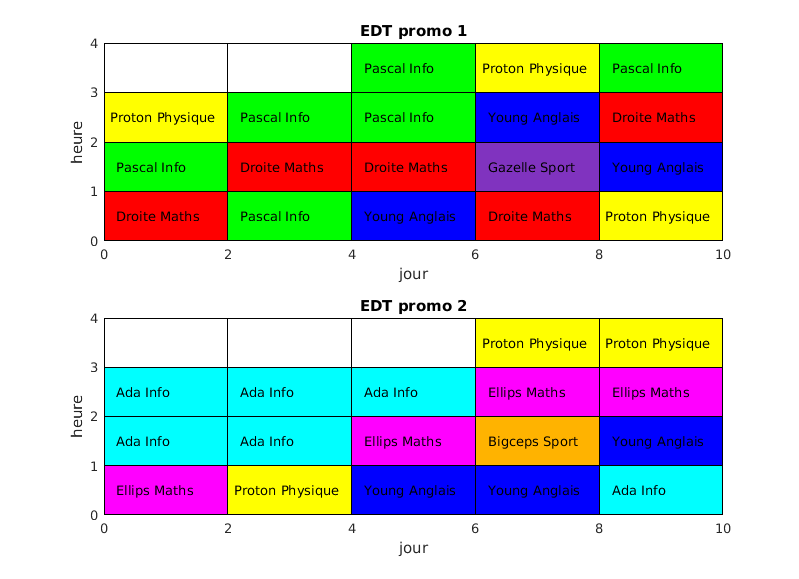 EDT promo 1
4
Pascal Info Proton Physique Pascal Info
3
Proton Physique Pascal Info Pascal Info Young Anglais Droite Maths
2
heure
Pascal Info Droite Maths Droite Maths Gazelle Sport Young Anglais
1
Droite Maths Pascal Info Young Anglais Droite Maths Proton Physique
0
0 2 4 6 8 10
jour
EDT promo 2
4
Proton Physique Proton Physique
3
Ada Info Ada Info Ada Info Ellips Maths Ellips Maths
2
heure
Ada Info Ada Info Ellips Maths Bigceps Sport Young Anglais
1
Ellips Maths Proton Physique Young Anglais Young Anglais Ada Info
0
0 2 4 6 8 10
jour